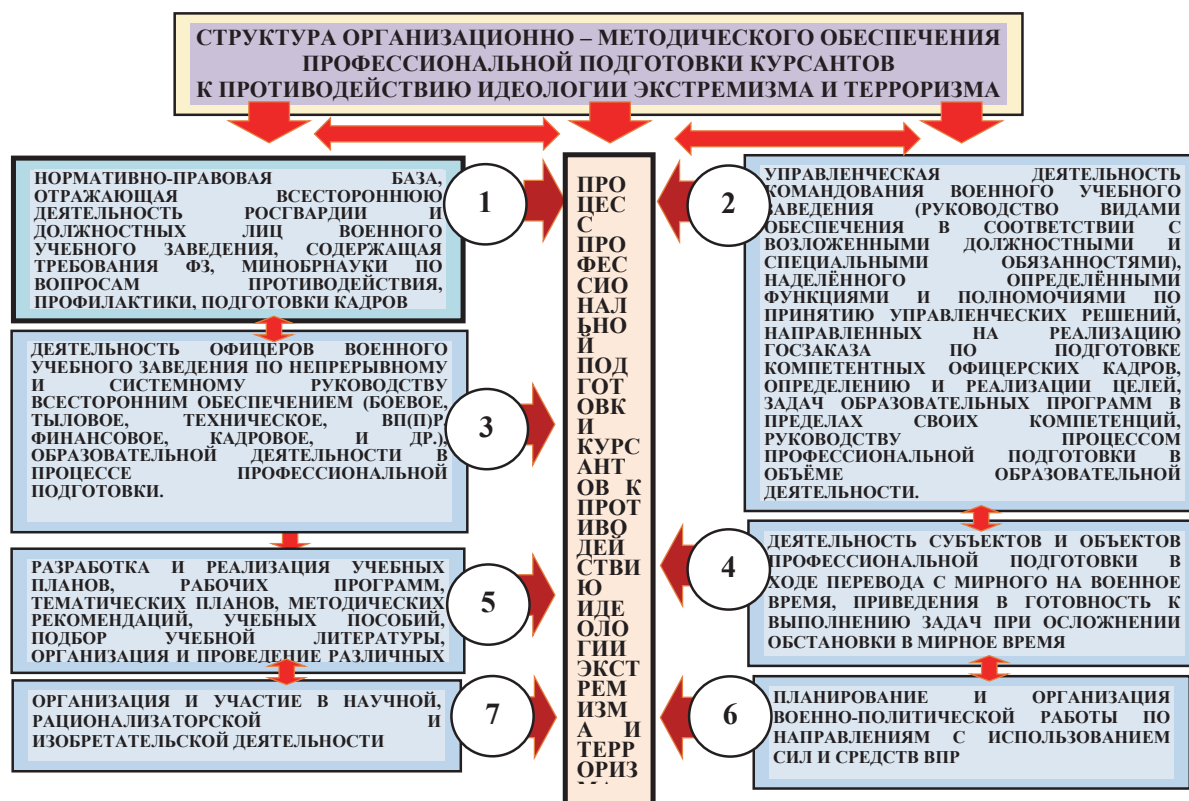 СТРУКТУРА ОРГАНИЗАЦИОННО – МЕТОДИЧЕСКОГО ОБЕСПЕЧЕНИЯ
ПРОФЕССИОНАЛЬНОЙ ПОДГОТОВКИ КУРСАНТОВ
К ПРОТИВОДЕЙСТВИЮ ИДЕОЛОГИИ ЭКСТРЕМИЗМА И ТЕРРОРИЗМА
НОРМАТИВНО-ПРАВОВАЯ БАЗА,
ОТРАЖАЮЩАЯ ВСЕСТОРОННЮЮ
ДЕЯТЕЛЬНОСТЬ РОСГВАРДИИ И
ДОЛЖНОСТНЫХ ЛИЦ ВОЕННОГО
УЧЕБНОГО ЗАВЕДЕНИЯ, СОДЕРЖАЩАЯ
ТРЕБОВАНИЯ ФЗ, МИНОБРНАУКИ ПО
ВОПРОСАМ ПРОТИВОДЕЙСТВИЯ,
ПРОФИЛАКТИКИ, ПОДГОТОВКИ КАДРОВ
1
2
УПРАВЛЕНЧЕСКАЯ ДЕЯТЕЛЬНОСТЬ
КОМАНДОВАНИЯ ВОЕННОГО УЧЕБНОГО
ЗАВЕДЕНИЯ (РУКОВОДСТВО ВИДАМИ
ОБЕСПЕЧЕНИЯ В СООТВЕТСТВИИ С
ВОЗЛОЖЕННЫМИ ДОЛЖНОСТНЫМИ И
СПЕЦИАЛЬНЫМИ ОБЯЗАННОСТЯМИ),
НАДЕЛЁННОГО ОПРЕДЕЛЁННЫМИ
ФУНКЦИЯМИ И ПОЛНОМОЧИЯМИ ПО
ПРИНЯТИЮ УПРАВЛЕНЧЕСКИХ РЕШЕНИЙ,
НАПРАВЛЕННЫХ НА РЕАЛИЗАЦИЮ
ГОСЗАКАЗА ПО ПОДГОТОВКЕ
КОМПЕТЕНТНЫХ ОФИЦЕРСКИХ КАДРОВ,
ОПРЕДЕЛЕНИЮ И РЕАЛИЗАЦИИ ЦЕЛЕЙ,
ЗАДАЧ ОБРАЗОВАТЕЛЬНЫХ ПРОГРАММ В
ПРЕДЕЛАХ СВОИХ КОМПЕТЕНЦИЙ,
РУКОВОДСТВУ ПРОЦЕССОМ
ПРОФЕССИОНАЛЬНОЙ ПОДГОТОВКИ В
ОБЪЁМЕ ОБРАЗОВАТЕЛЬНОЙ
ДЕЯТЕЛЬНОСТИ.
ПРО
ЦЕС
С
ПРО
ФЕС
СИО
НАЛ
ЬНО
Й
ПОД
ГОТ
ОВК
И
КУРС
АНТ
ОВ К
ПРОТ
ИВО
ДЕЙ
СТВИ
Ю
ИДЕ
ОЛО
ГИИ
ЭКСТ
РЕМ
ИЗМ
А И
ТЕРР
ОРИЗ
ДЕЯТЕЛЬНОСТЬ ОФИЦЕРОВ ВОЕННОГО
УЧЕБНОГО ЗАВЕДЕНИЯ ПО НЕПРЕРЫВНОМУ
И СИСТЕМНОМУ РУКОВОДСТВУ
ВСЕСТОРОННИМ ОБЕСПЕЧЕНИЕМ (БОЕВОЕ,
ТЫЛОВОЕ, ТЕХНИЧЕСКОЕ, ВП(П)Р,
ФИНАНСОВОЕ, КАДРОВОЕ, И ДР.),
ОБРАЗОВАТЕЛЬНОЙ ДЕЯТЕЛЬНОСТИ В
ПРОЦЕССЕ ПРОФЕССИОНАЛЬНОЙ
ПОДГОТОВКИ.
3
4
ДЕЯТЕЛЬНОСТЬ СУБЪЕКТОВ И ОБЪЕКТОВ
ПРОФЕССИОНАЛЬНОЙ ПОДГОТОВКИ В
ХОДЕ ПЕРЕВОДА С МИРНОГО НА ВОЕННОЕ
ВРЕМЯ, ПРИВЕДЕНИЯ В ГОТОВНОСТЬ К
ВЫПОЛНЕНИЮ ЗАДАЧ ПРИ ОСЛОЖНЕНИИ
ОБСТАНОВКИ В МИРНОЕ ВРЕМЯ
РАЗРАБОТКА И РЕАЛИЗАЦИЯ УЧЕБНЫХ
ПЛАНОВ, РАБОЧИХ ПРОГРАММ,
ТЕМАТИЧЕСКИХ ПЛАНОВ, МЕТОДИЧЕСКИХ
РЕКОМЕНДАЦИЙ, УЧЕБНЫХ ПОСОБИЙ,
ПОДБОР УЧЕБНОЙ ЛИТЕРАТУРЫ,
ОРГАНИЗАЦИЯ И ПРОВЕДЕНИЕ РАЗЛИЧНЫХ
5
6
ПЛАНИРОВАНИЕ И ОРГАНИЗАЦИЯ
ВОЕННО-ПОЛИТИЧЕСКОЙ РАБОТЫ ПО
НАПРАВЛЕНИЯМ С ИСПОЛЬЗОВАНИЕМ
СИЛ И СРЕДСТВ ВПР
ОРГАНИЗАЦИЯ И УЧАСТИЕ В НАУЧНОЙ,
РАЦИОНАЛИЗАТОРСКОЙ И
ИЗОБРЕТАТЕЛЬСКОЙ ДЕЯТЕЛЬНОСТИ
7